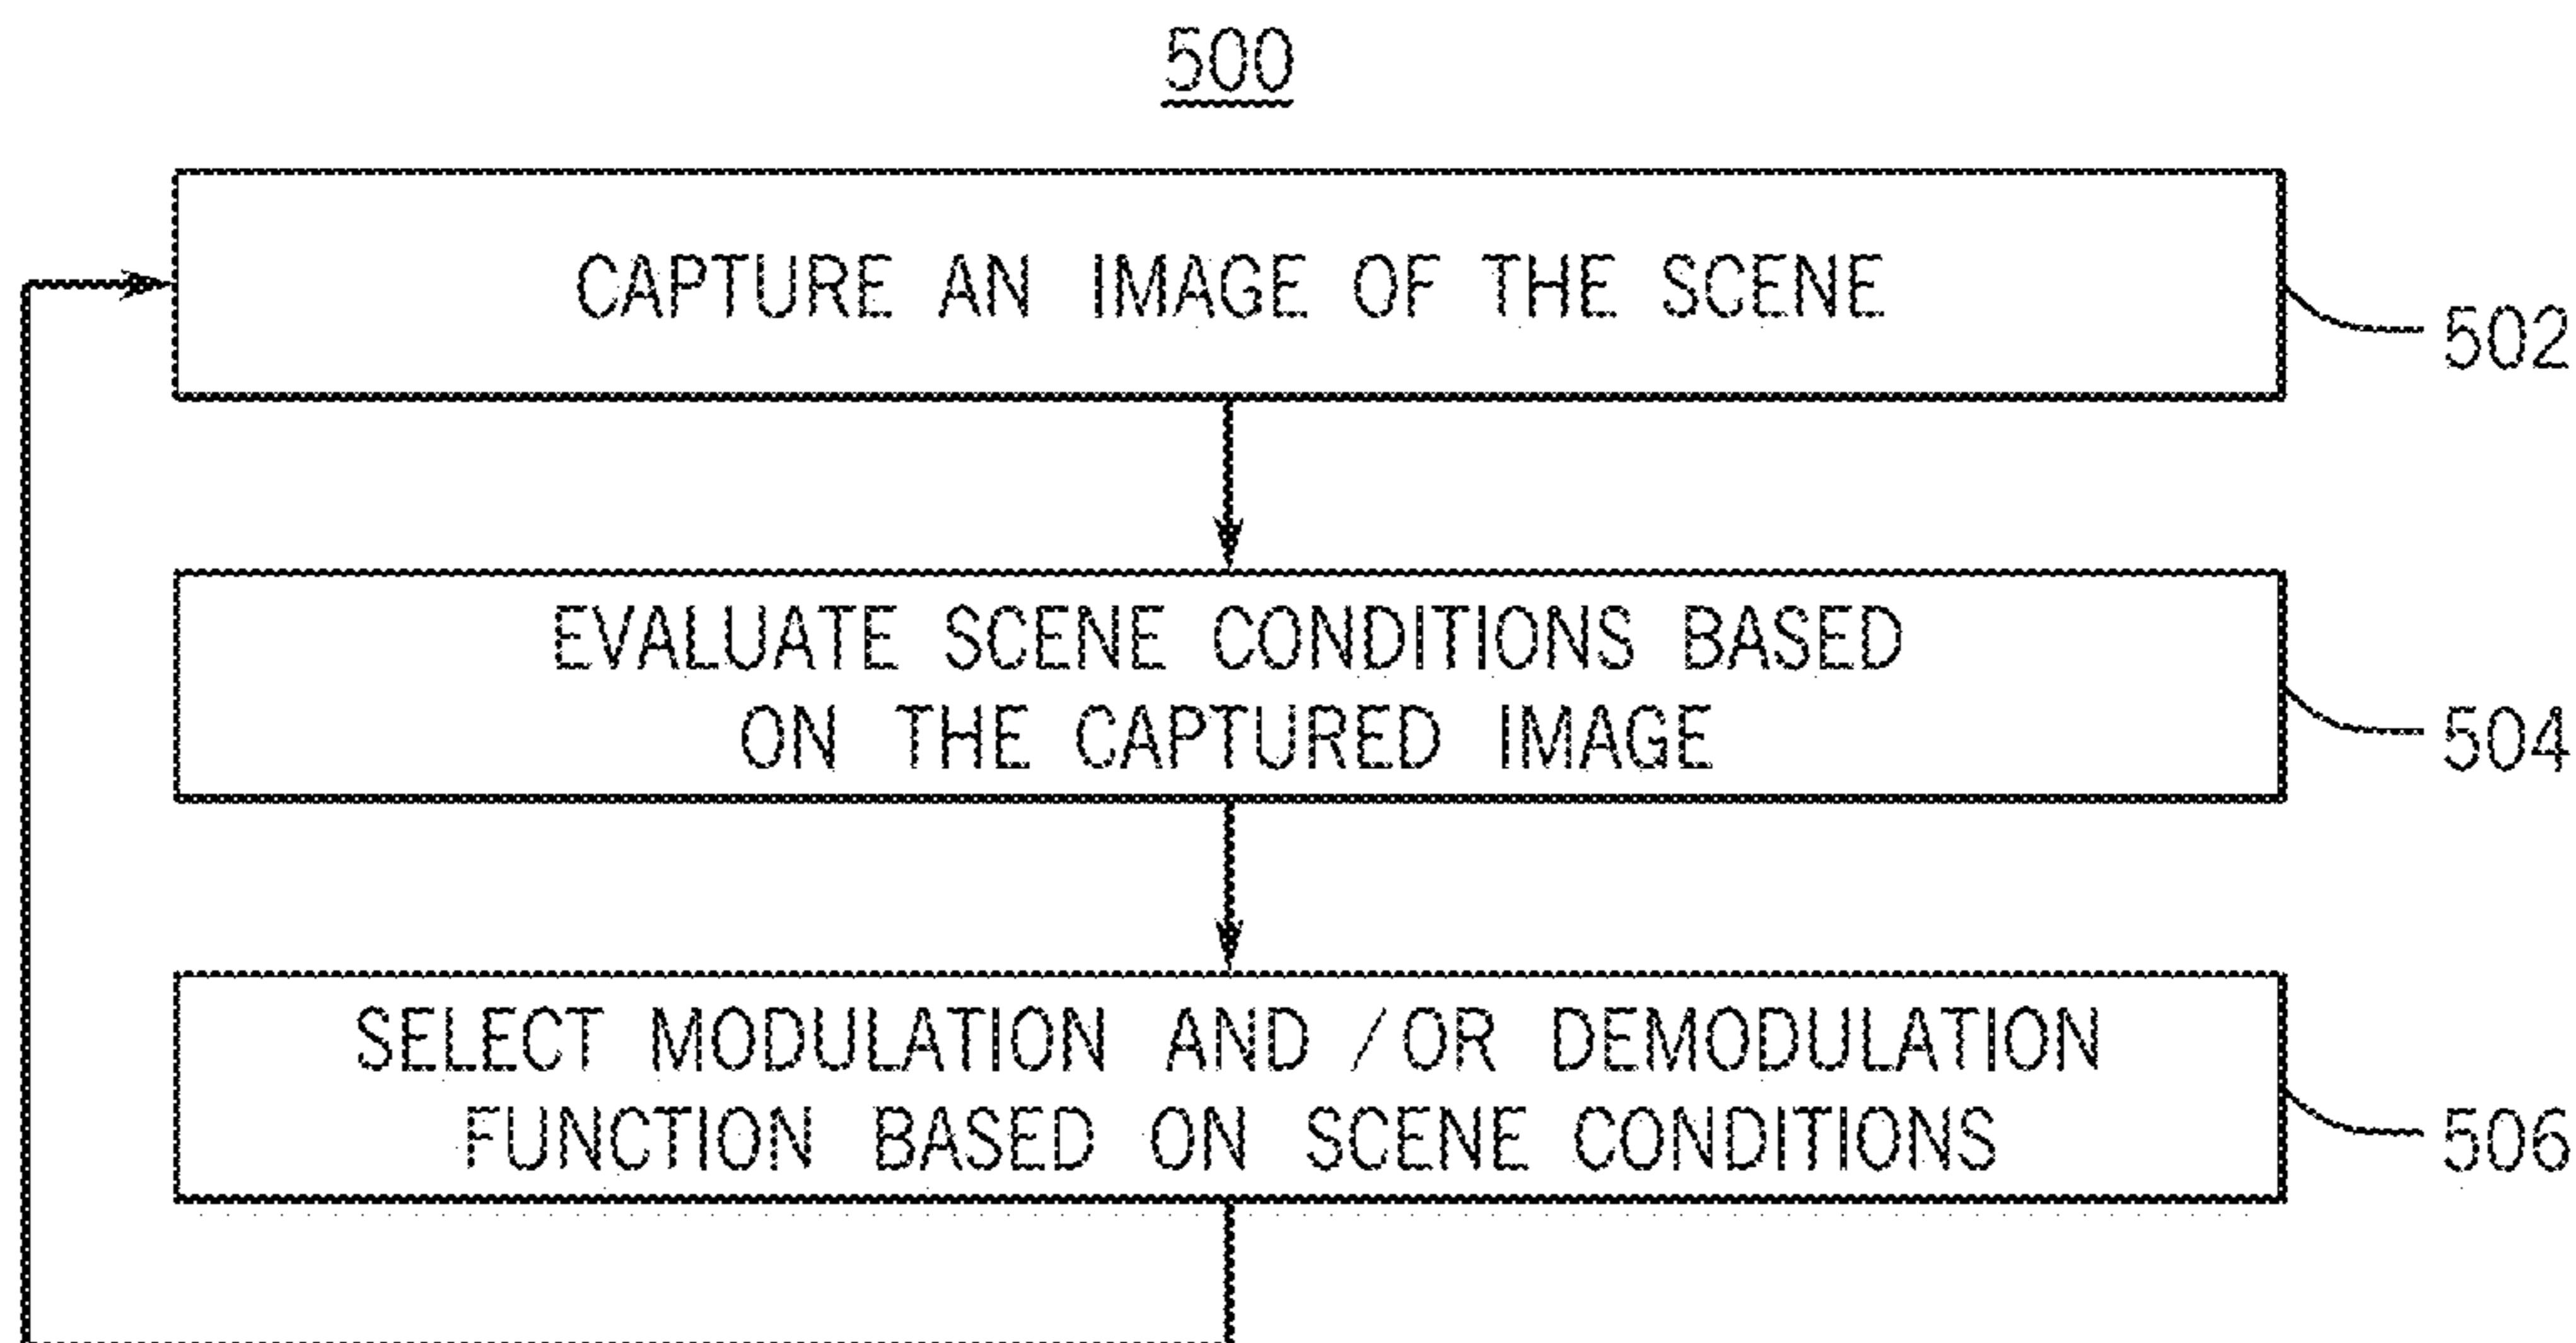 500
CAPTURE AN IMAGE OF THE SCENE
502
EVALUATE SCENE CONDITIONS BASED
ON THE CAPTURED IMAGE
504
SELECT MODULATION AND /OR DEMODULATION
FUNCTION BASED ON SCENE CONDITIONS
506